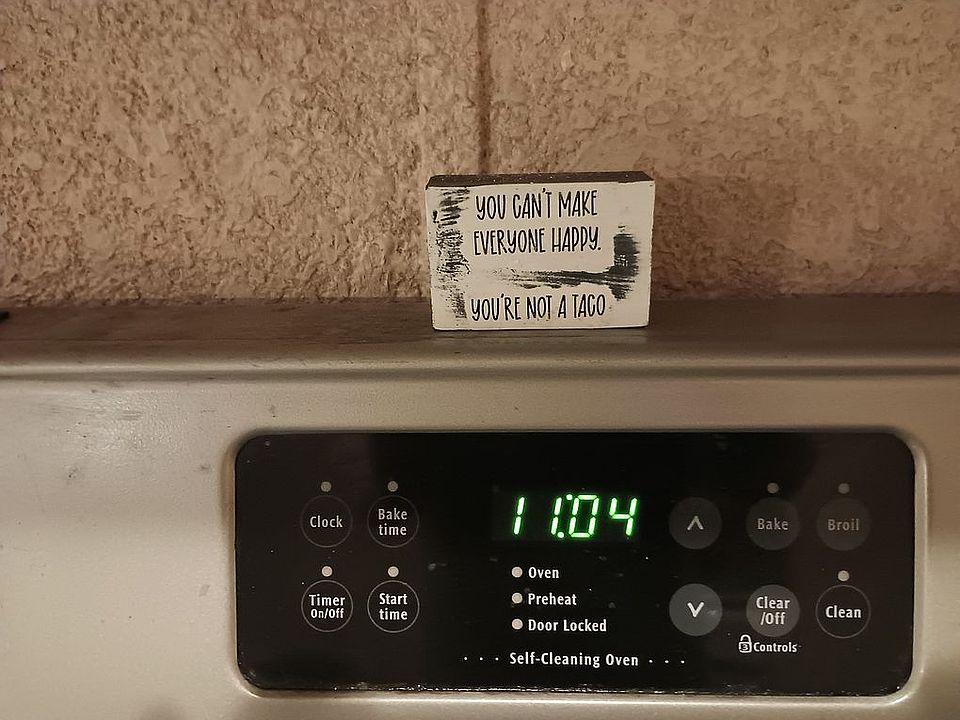 YOU CAN'T MAKE
EVERYONE HAPPY.
YOU'RE NOT A TACO
Clock
Bake
time
11:04
Bake
Broil
Oven
Preheat
Door Locked
Timer
On/Off
Start
time
Clear
/Off
Clean
3 Controls
Self-Cleaning Oven